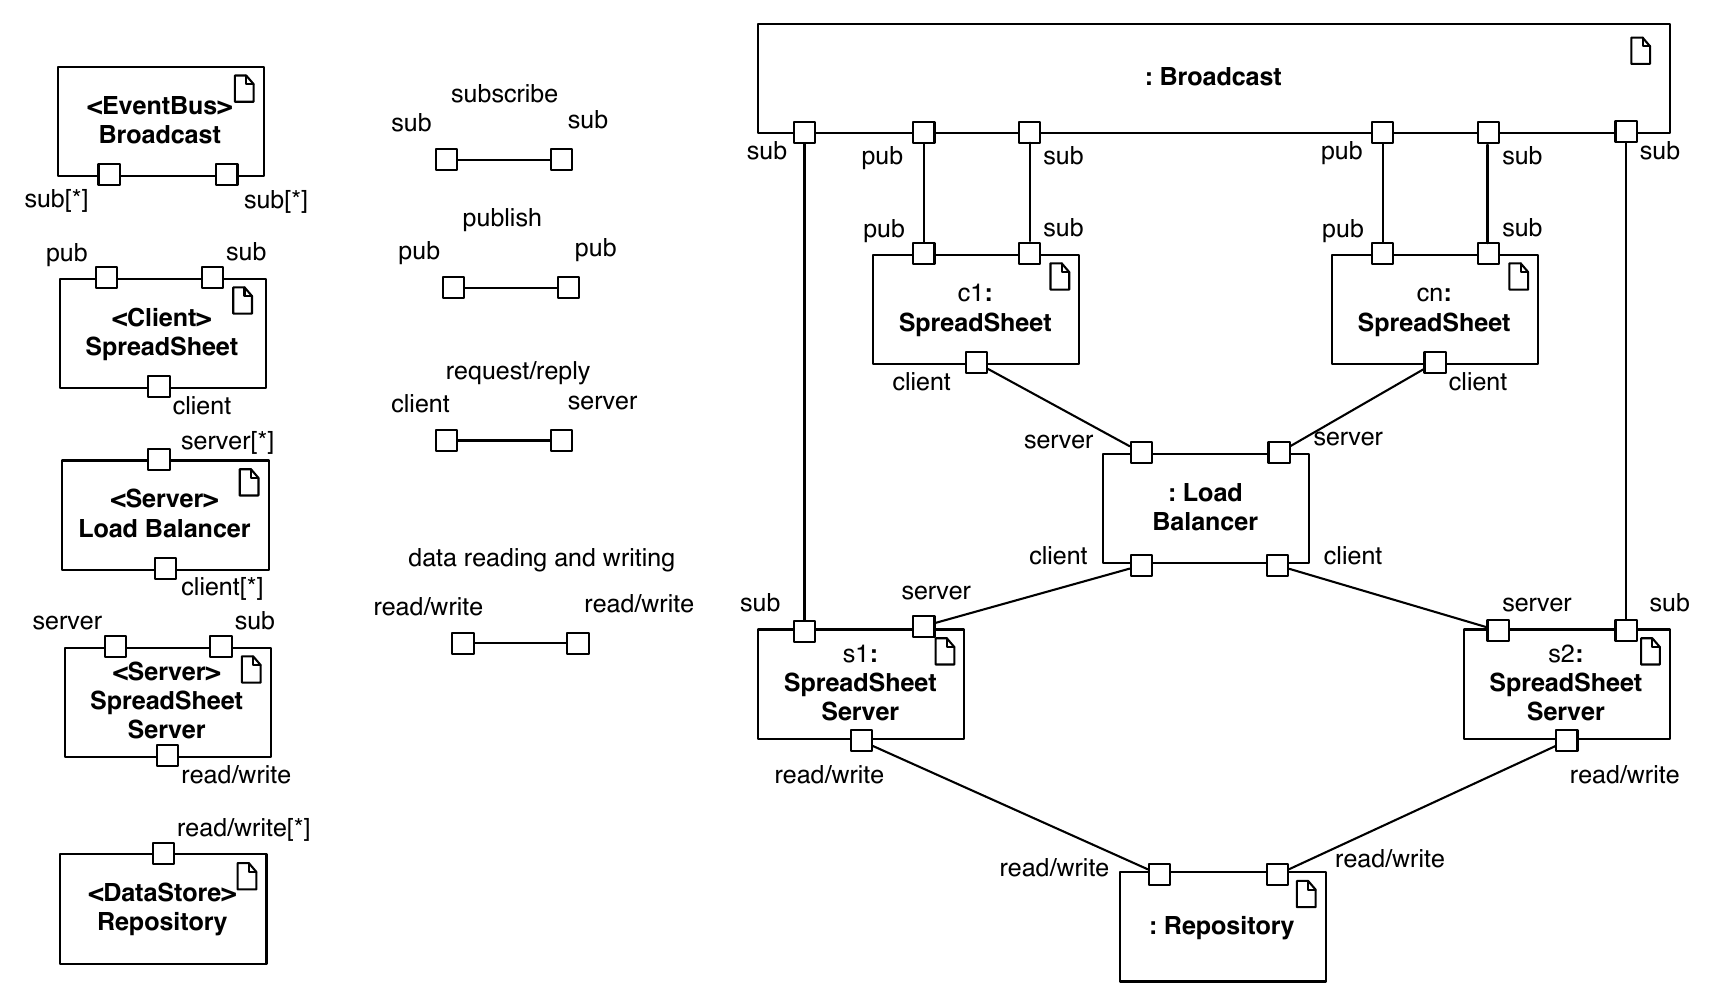 <EventBus>
Broadcast
sub[*]
sub[*]
pub
sub
<Client>
SpreadSheet
client
server[*]
<Server>
Load Balancer
client[*]
server
sub
<Server>
SpreadSheet
Server
read/write
read/write[*]
<DataStore>
Repository
subscribe
sub
sub
publish
pub
pub
request/reply
client
server
data reading and writing
read/write
read/write
: Broadcast
sub
pub
sub
pub
sub
sub
pub
sub
pub
sub
c1:
SpreadSheet
cn:
SpreadSheet
client
client
server
server
: Load
Balancer
client
client
sub
server
server
sub
s1:
SpreadSheet
Server
s2:
SpreadSheet
Server
read/write
read/write
read/write
read/write
: Repository